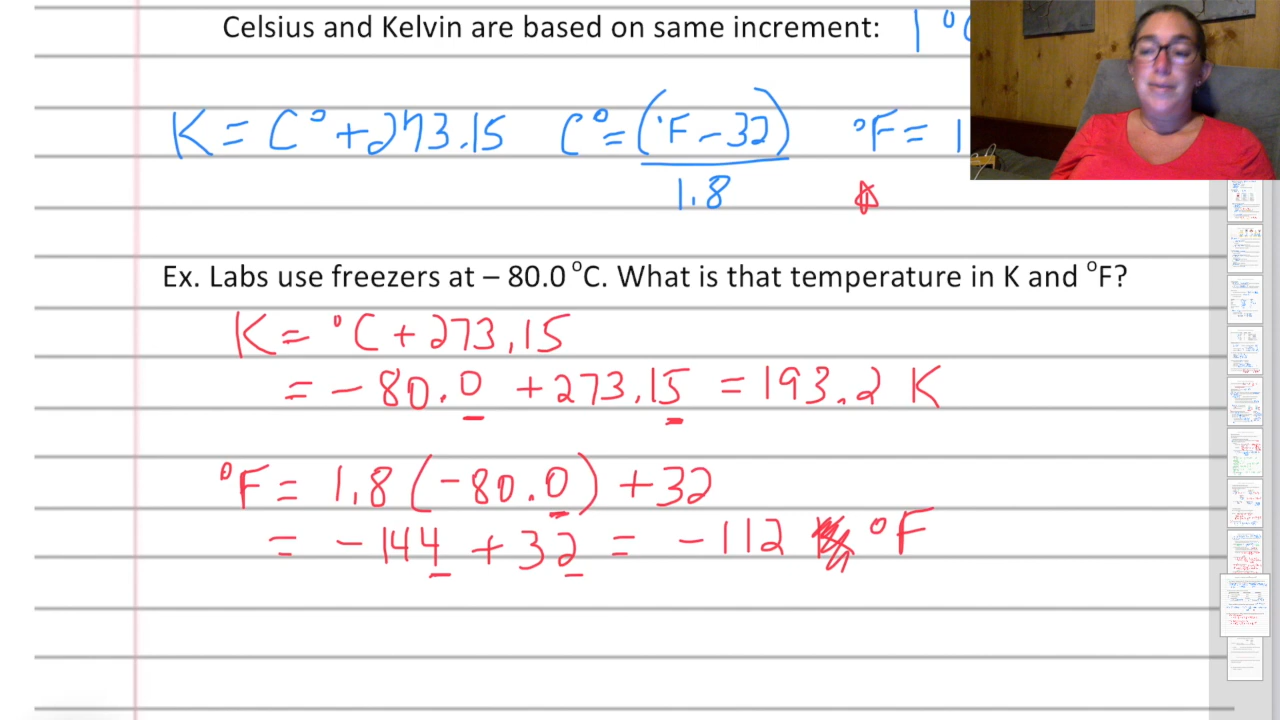 Celsius and Kelvin are based on same increment: 1 °C
K = C° + 273.15 C° = (°F - 32) °F = 1
1.8
Ex. Labs use freezers at – 80.0 °C. What is that temperature in K and °F?
K = °C + 273.15
= - 80.0 + 273.15 = 193.2 K
°F = 1.8 (-80.0) + 32
= - 144 + 32 = - 112 °F